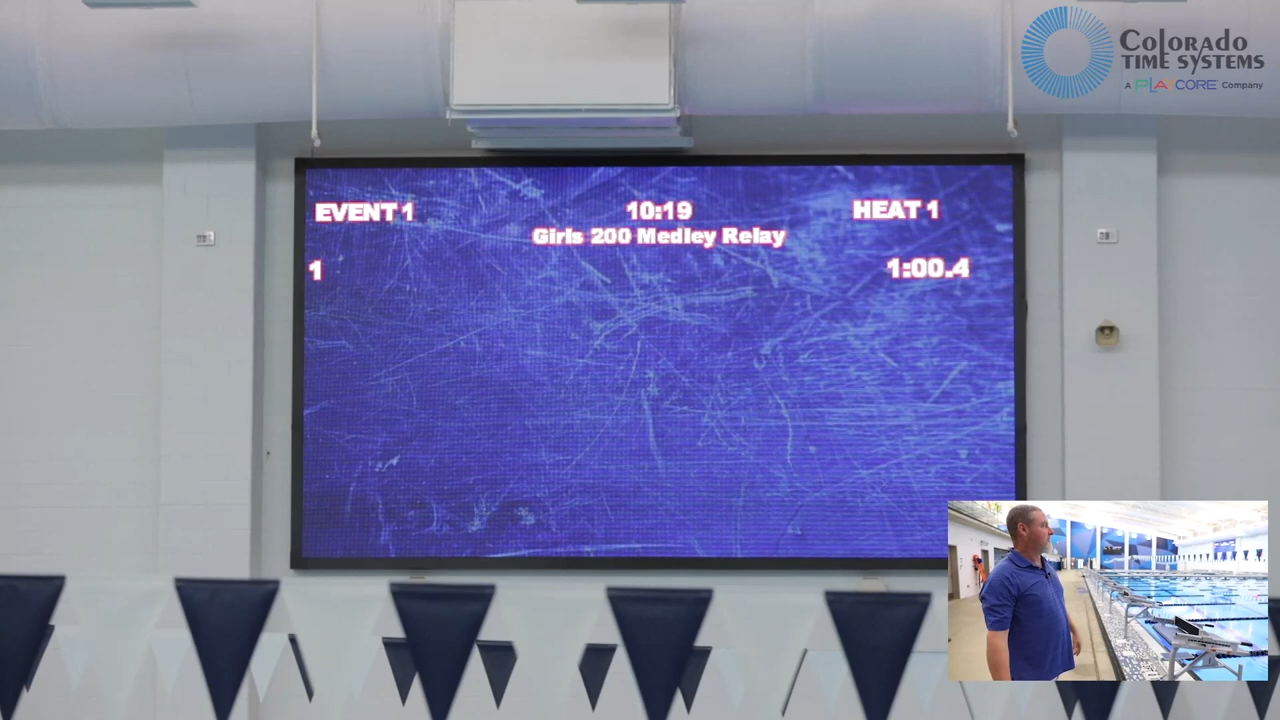 COLORADO
TIME SYSTEMS
A PLAYCORE Company
EVENT 1
10:19
HEAT 1
Girls 200 Medley Relay
1
1:00.4